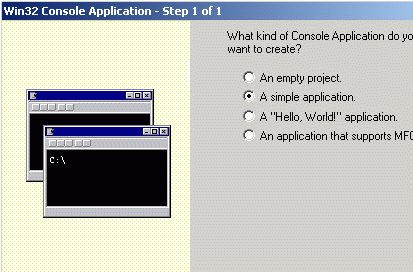 Win32 Console Application - Step 1 of 1
What kind of Console Application do yo
want to create?
An empty project.
A simple application.
A "Hello, World!" application.
An application that supports MFC
C:\